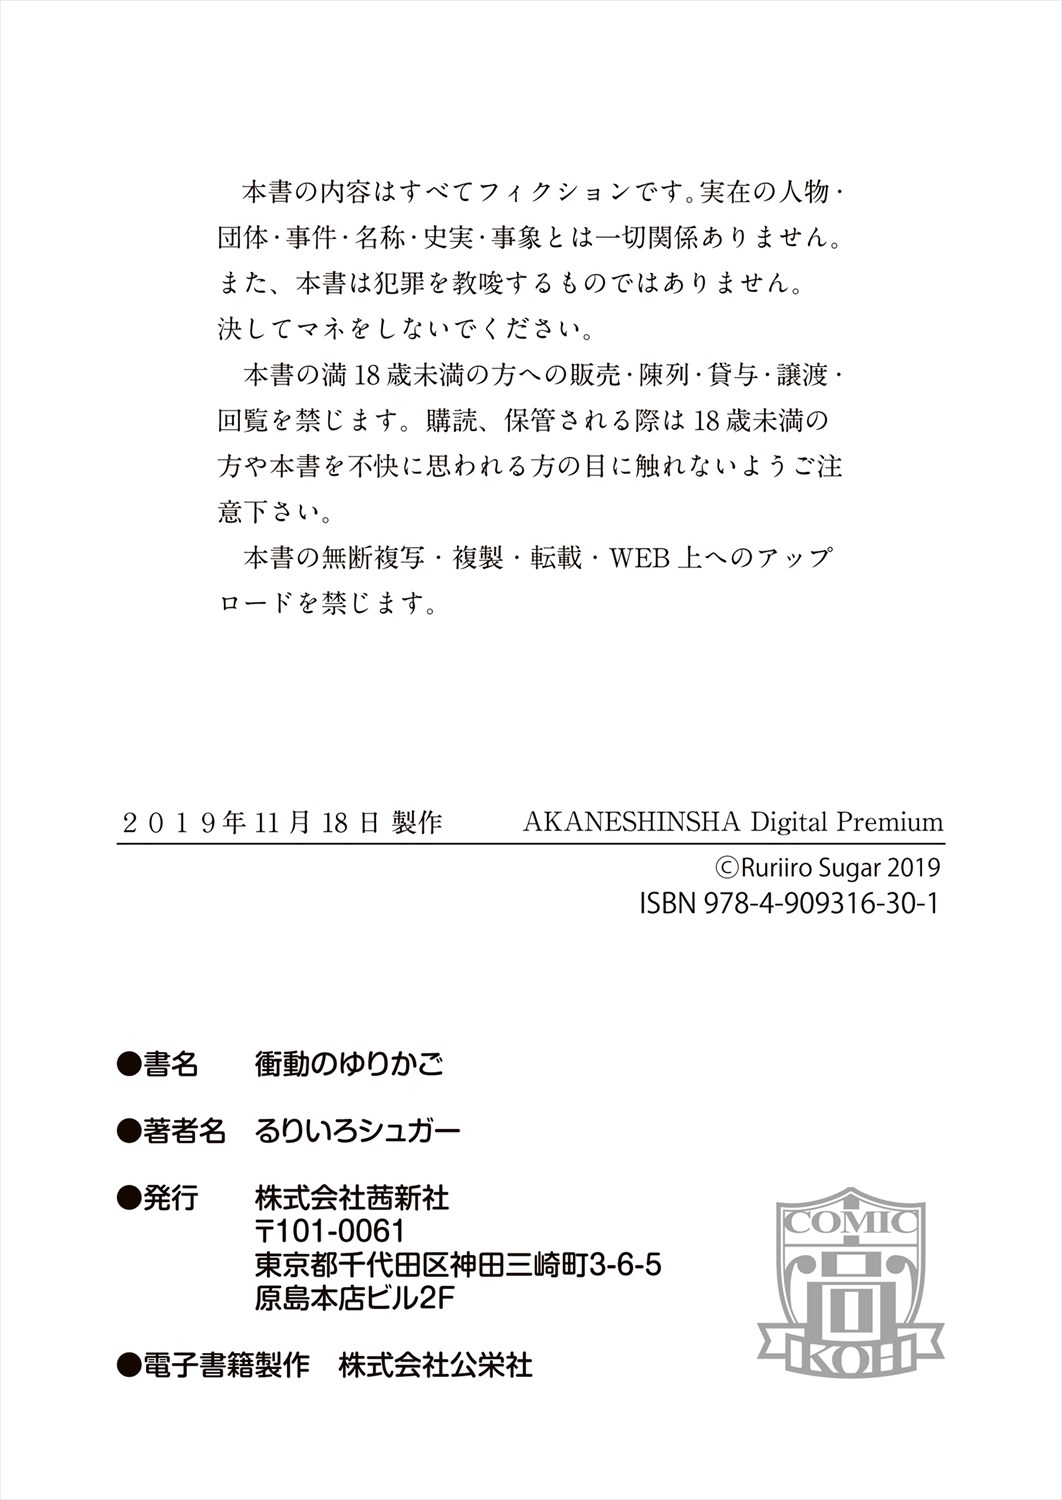 本書の内容はすべてフィクションです。実在の人物・
団体・事件・名称・史実・事象とは一切関係ありません。
また、本書は犯罪を教唆するものではありません。
決してマネをしないでください。
本書の満 18 歳未満の方への販売・陳列・貸与・譲渡・
回覧を禁じます。購読、保管される際は 18 歳未満の
方や本書を不快に思われる方の目に触れないようご注
意下さい。
本書の無断複写・複製・転載・WEB 上へのアップ
ロードを禁じます。
２０１９年 11 月 18 日 製作 AKANESHINSHA Digital Premium
©Ruriiro Sugar 2019
ISBN 978-4-909316-30-1
●書名 衝動のゆりかご
●著者名 るりいろシュガー
●発行 株式会社茜新社
〒101-0061
東京都千代田区神田三崎町3-6-5
原島本店ビル2F
●電子書籍製作 株式会社公栄社
COMIC
高
KOH